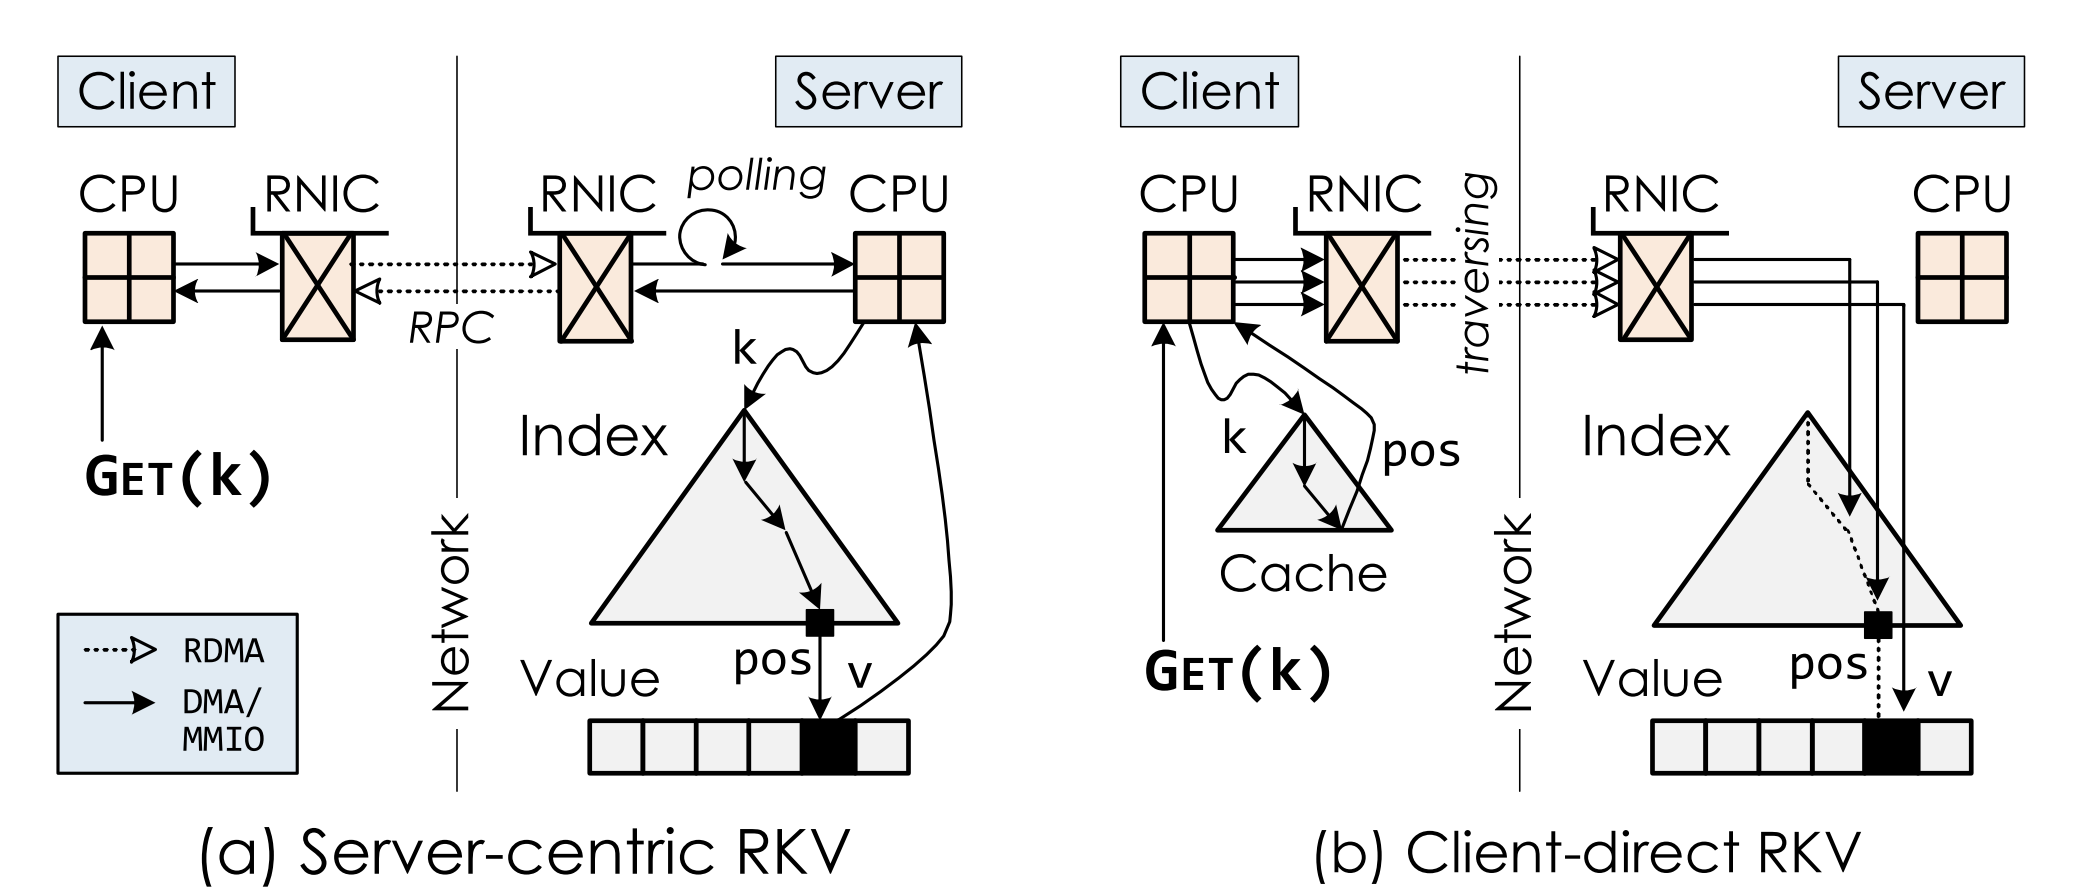 Client
Server
CPU
RNIC
RNIC
polling
CPU
RPC
k
Index
GET(k)
Network
pos
v
Value
RDMA
DMA/
MMIO
(a) Server-centric RKV
Client
Server
CPU
RNIC
traversing
RNIC
CPU
k
pos
Index
Cache
Network
GET(k)
pos
v
Value
(b) Client-direct RKV